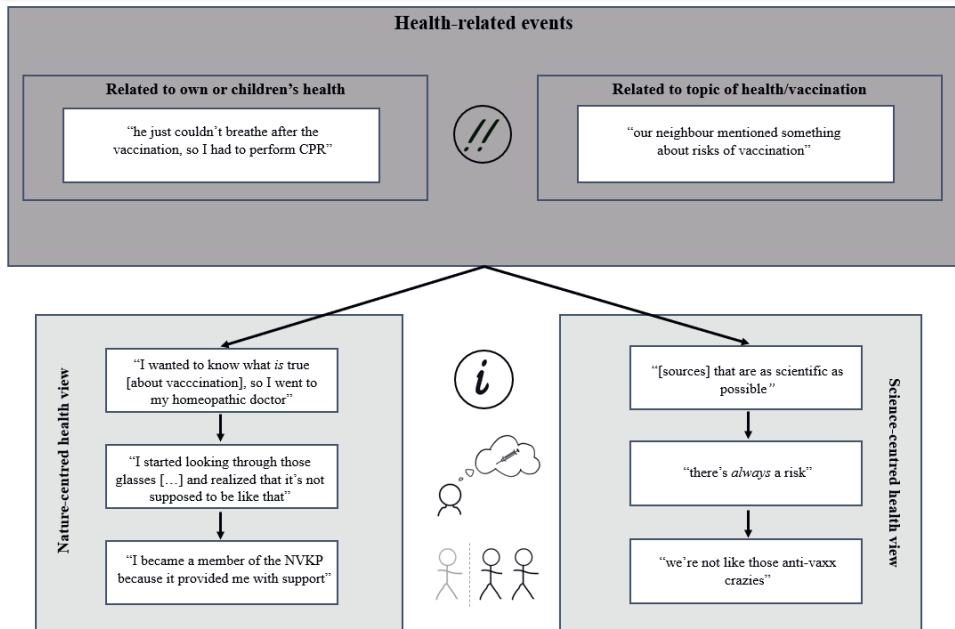 Health-related events
Related to own or children's health
“he just couldn’t breathe after the
vaccination, so I had to perform CPR”
!!
Related to topic of health/vaccination
“our neighbour mentioned something
about risks of vaccination”
Nature-centred health view
“I wanted to know what is true
[about vacccination], so I went to
my homeopathic doctor”
“I started looking through those
glasses […] and realized that it’s not
supposed to be like that”
“I became a member of the NVKP
because it provided me with support”
i
Science-centred health view
“[sources] that are as scientific as
possible”
“there’s always a risk”
“we’re not like those anti-vaxx
crazies”